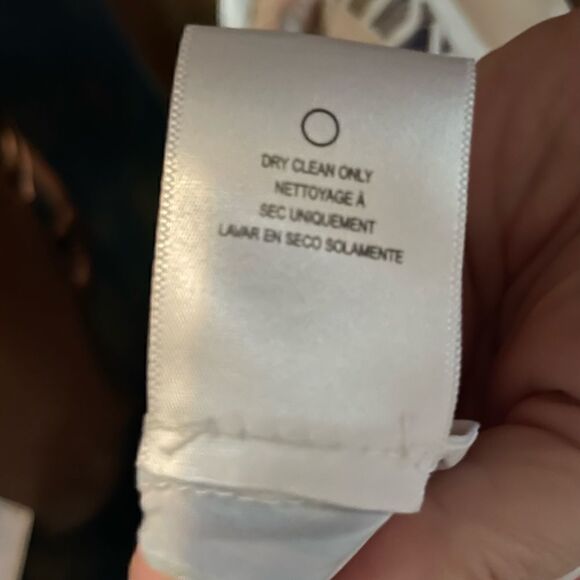 DRY CLEAN ONLY
NETTOYAGE À
SEC UNIQUEMENT
LAVAR EN SECO SOLAMENTE